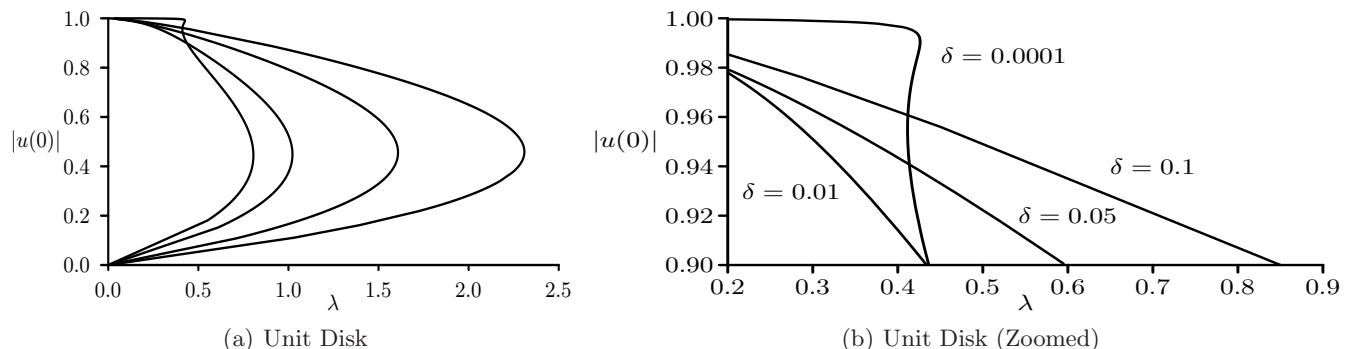 1.0
0.8
0.6
|u(0)|
0.4
0.2
0.0
0.0 0.5 1.0 1.5 2.0 2.5
λ
(a) Unit Disk
1.00
0.98
0.96
|u(0)|
0.94
0.92
0.90
δ = 0.0001
δ = 0.1
δ = 0.01
δ = 0.05
0.2 0.3 0.4 0.5 0.6 0.7 0.8 0.9
λ
(b) Unit Disk (Zoomed)